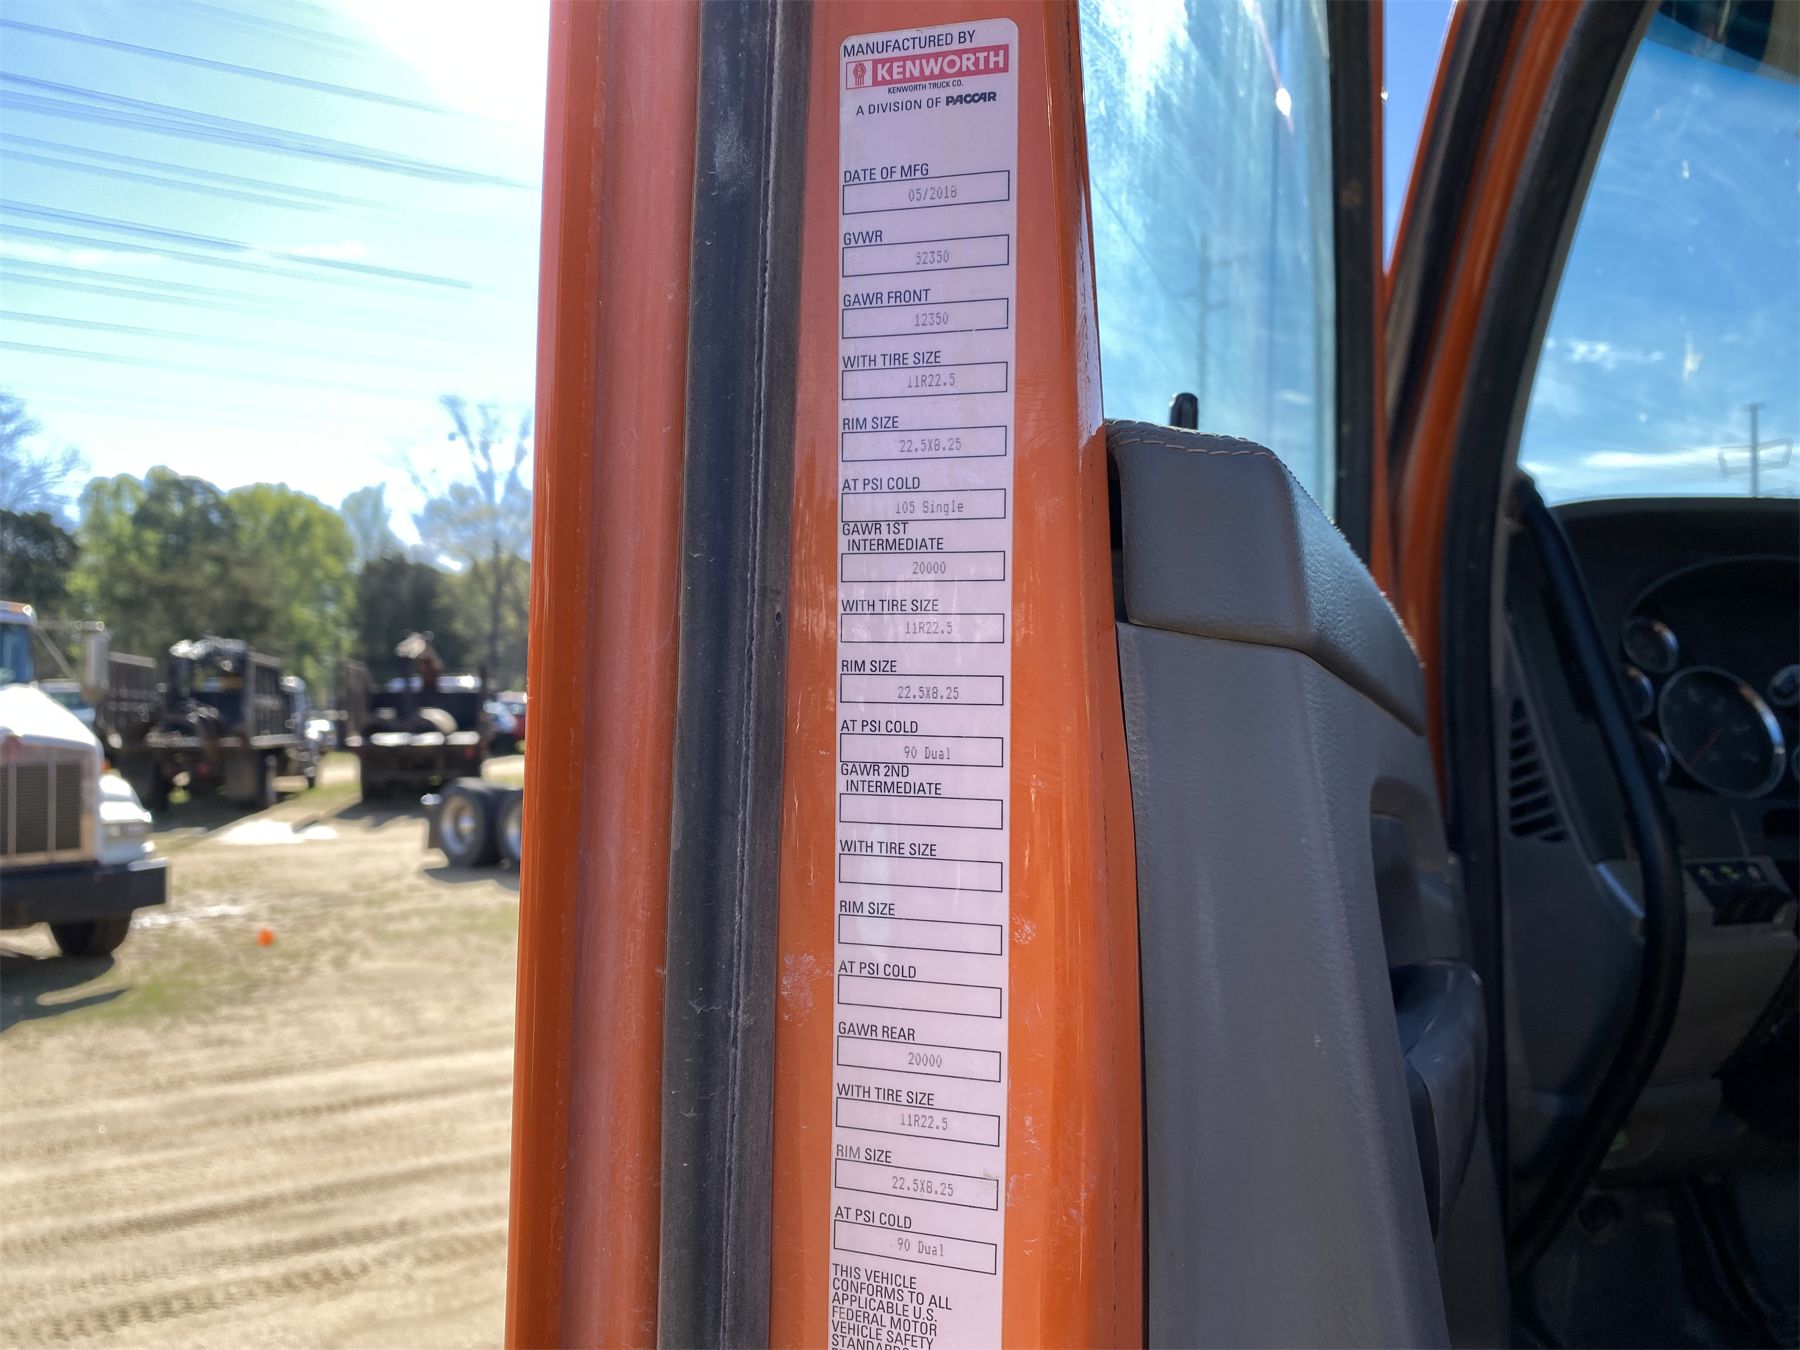 MANUFACTURED BY
KENWORTH
KENWORTH TRUCK CO.
A DIVISION OF PACCAR
DATE OF MFG
05/2018
GVWR
52350
GAWR FRONT
12350
WITH TIRE SIZE
11R22.5
RIM SIZE
22.5X8.25
AT PSI COLD
105 Single
GAWR 1ST
INTERMEDIATE
20000
WITH TIRE SIZE
11R22.5
RIM SIZE
22.5X8.25
AT PSI COLD
90 Dual
GAWR 2ND
INTERMEDIATE
WITH TIRE SIZE
RIM SIZE
AT PSI COLD
GAWR REAR
20000
WITH TIRE SIZE
11R22.5
RIM SIZE
22.5X8.25
AT PSI COLD
90 Dual
THIS VEHICLE
CONFORMS TO ALL
APPLICABLE U.S.
FEDERAL MOTOR
VEHICLE SAFETY